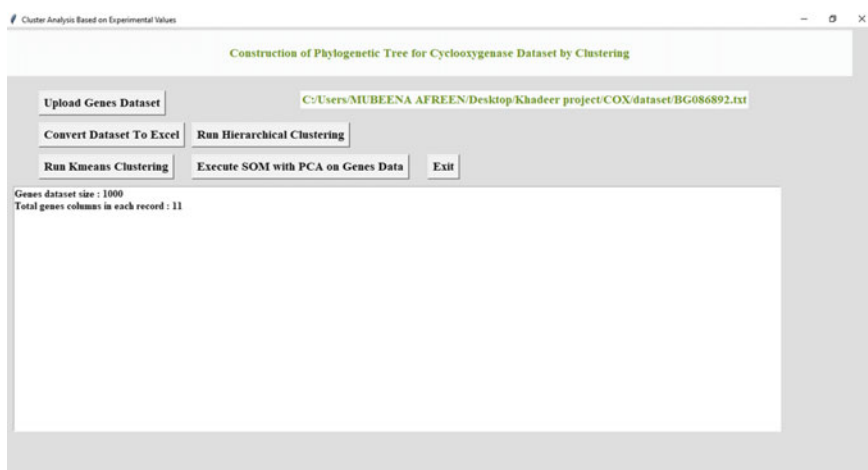 Cluster Analysis Based on Experimental Values
Construction of Phylogenetic Tree for Cyclooxygenase Dataset by Clustering
Upload Genes Dataset
C:/Users/MUBEENA AFREEN/Desktop/Khadeer project/COX/dataset/BG086892.txt
Convert Dataset To Excel
Run Hierarchical Clustering
Run Kmeans Clustering
Execute SOM with PCA on Genes Data
Exit
Genes dataset size : 1000
Total genes columns in each record : 11